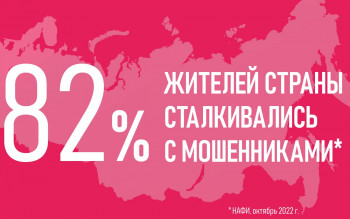 82%
ЖИТЕЛЕЙ СТРАНЫ
СТАЛКИВАЛИСЬ
С МОШЕННИКАМИ*
* НАФИ, октябрь 2022 г.